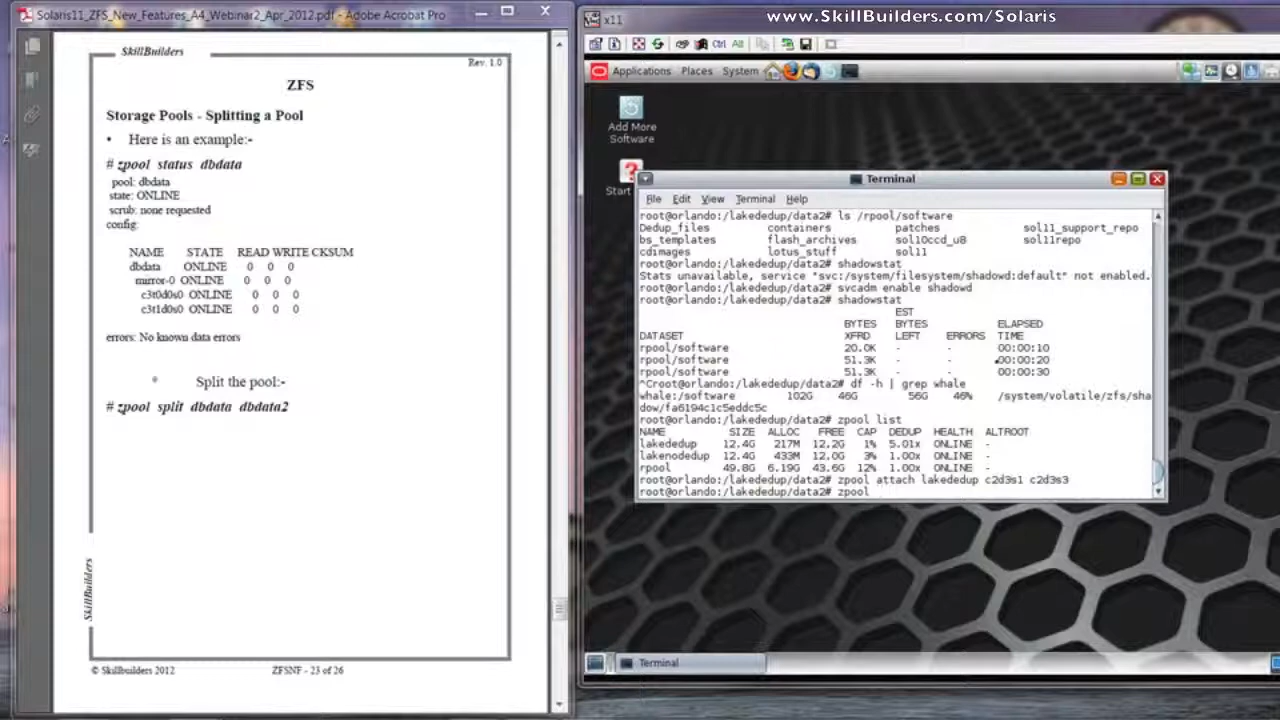 Solaris11_ZFS_New_Features_A4_Webinar2_Apr_2012.pdf - Adobe Acrobat Pro
SkillBuilders
Rev. 1.0
ZFS
Storage Pools - Splitting a Pool
• Here is an example:-
# zpool status dbdata
pool: dbdata
state: ONLINE
scrub: none requested
config:
NAME STATE READ WRITE CKSUM
dbdata ONLINE 0 0 0
mirror-0 ONLINE 0 0 0
c3t0d0s0 ONLINE 0 0 0
c3t1d0s0 ONLINE 0 0 0
errors: No known data errors
Split the pool:-
# zpool split dbdata dbdata2
SkillBuilders
© Skillbuilders 2012 ZFSNF - 23 of 26
x11
www.SkillBuilders.com/Solaris
Ctrl Alt
Applications Places System
Add More
Software
Start
Terminal
File Edit View Terminal Help
root@orlando:/lakededup/data2# ls /rpool/software
Dedup_files containers patches sol11_support_repo
bs_templates flash_archives sol10ccd_u8 sol11repo
cdimages lotus_stuff sol11
root@orlando:/lakededup/data2# shadowstat
Stats unavailable, service "svc:/system/filesystem/shadowd:default" not enabled.
root@orlando:/lakededup/data2# svcadm enable shadowd
root@orlando:/lakededup/data2# shadowstat
EST
BYTES BYTES ELAPSED
DATASET XFRD LEFT ERRORS TIME
rpool/software 20.0K - - 00:00:10
rpool/software 51.3K - - 00:00:20
rpool/software 51.3K - - 00:00:30
^Croot@orlando:/lakededup/data2# df -h | grep whale
whale:/software 102G 46G 56G 46% /system/volatile/zfs/sha
dow/fa6194c1c5eddc5c
root@orlando:/lakededup/data2# zpool list
NAME SIZE ALLOC FREE CAP DEDUP HEALTH ALTROOT
lakededup 12.4G 217M 12.2G 1% 5.01x ONLINE -
lakenodedup 12.4G 433M 12.0G 3% 1.00x ONLINE -
rpool 49.8G 6.19G 43.6G 12% 1.00x ONLINE -
root@orlando:/lakededup/data2# zpool attach lakededup c2d3s1 c2d3s3
root@orlando:/lakededup/data2# zpool
Terminal